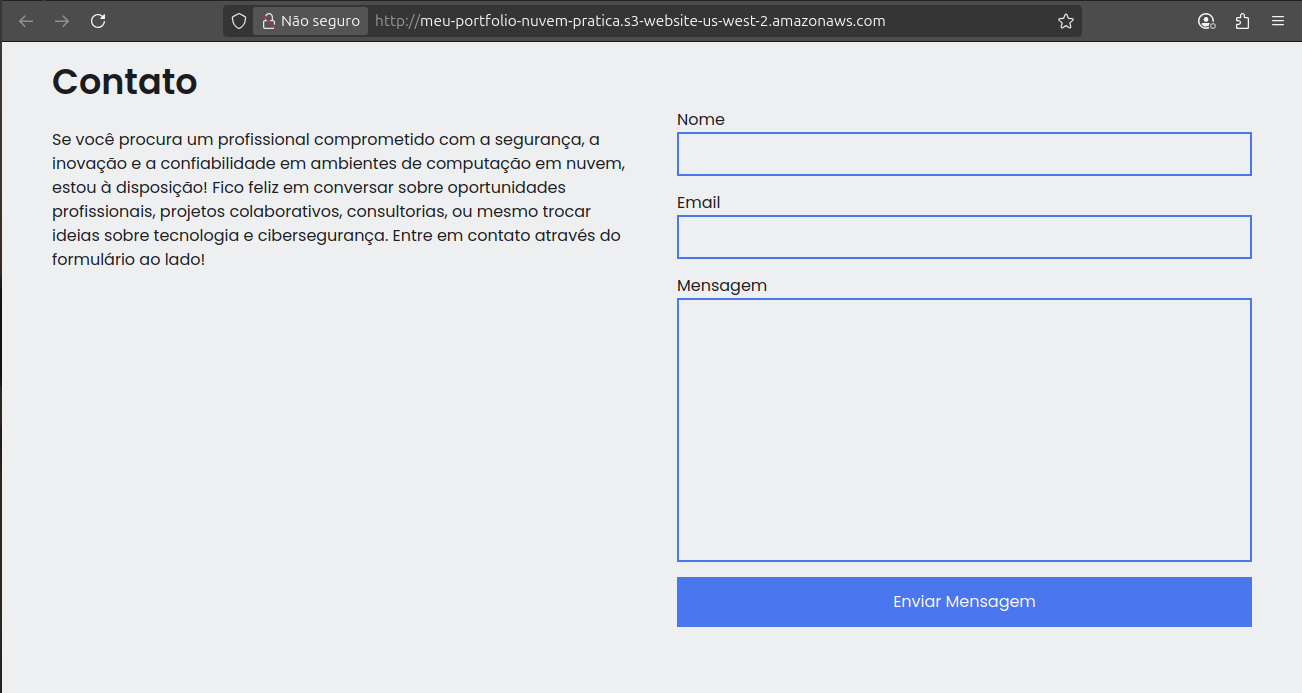 Não seguro
http://meu-portfolio-nuvem-pratica.s3-website-us-west-2.amazonaws.com
Contato
Se você procura um profissional comprometido com a segurança, a
inovação e a confiabilidade em ambientes de computação em nuvem,
estou à disposição! Fico feliz em conversar sobre oportunidades
profissionais, projetos colaborativos, consultorias, ou mesmo trocar
ideias sobre tecnologia e cibersegurança. Entre em contato através do
formulário ao lado!
Nome
Email
Mensagem
Enviar Mensagem